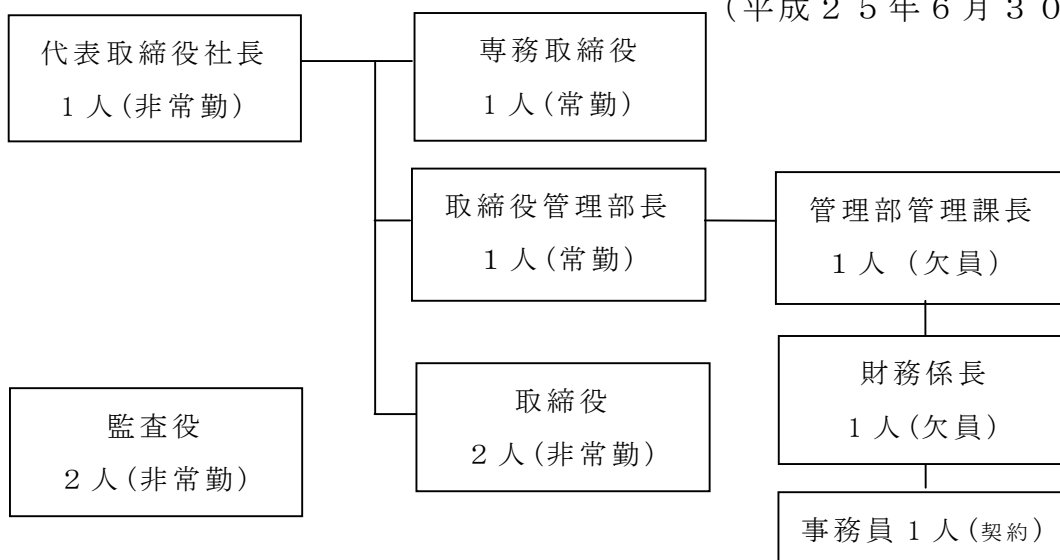 （平成２５年６月３０
代表取締役社長
１人(非常勤)
専務取締役
１人(常勤)
取締役管理部長
１人(常勤)
管理部管理課長
１人（欠員）
財務係長
１人(欠員)
取締役
２人(非常勤)
監査役
２人(非常勤)
事務員１人(契約)